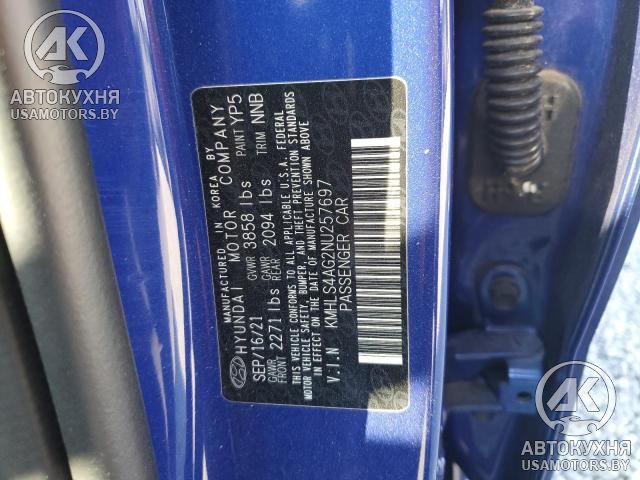 AK
АВТОКУХНЯ
USAMOTORS.BY
MANUFACTURED IN KOREA BY
HYUNDAI MOTOR COMPANY
SEP/16/21 GVWR 3858 lbs PAINT YP5
GAWR FRONT 2271 lbs GAWR REAR 2094 lbs TRIM NNB
THIS VEHICLE CONFORMS TO ALL APPLICABLE U.S.A. FEDERAL
MOTOR VEHICLE SAFETY, BUMPER, AND THEFT PREVENTION STANDARDS
IN EFFECT ON THE DATE OF MANUFACTURE SHOWN ABOVE.
V.I.N KMHLS4AG2NU257697
PASSENGER CAR
AK
АВТОКУХНЯ
USAMOTORS.BY